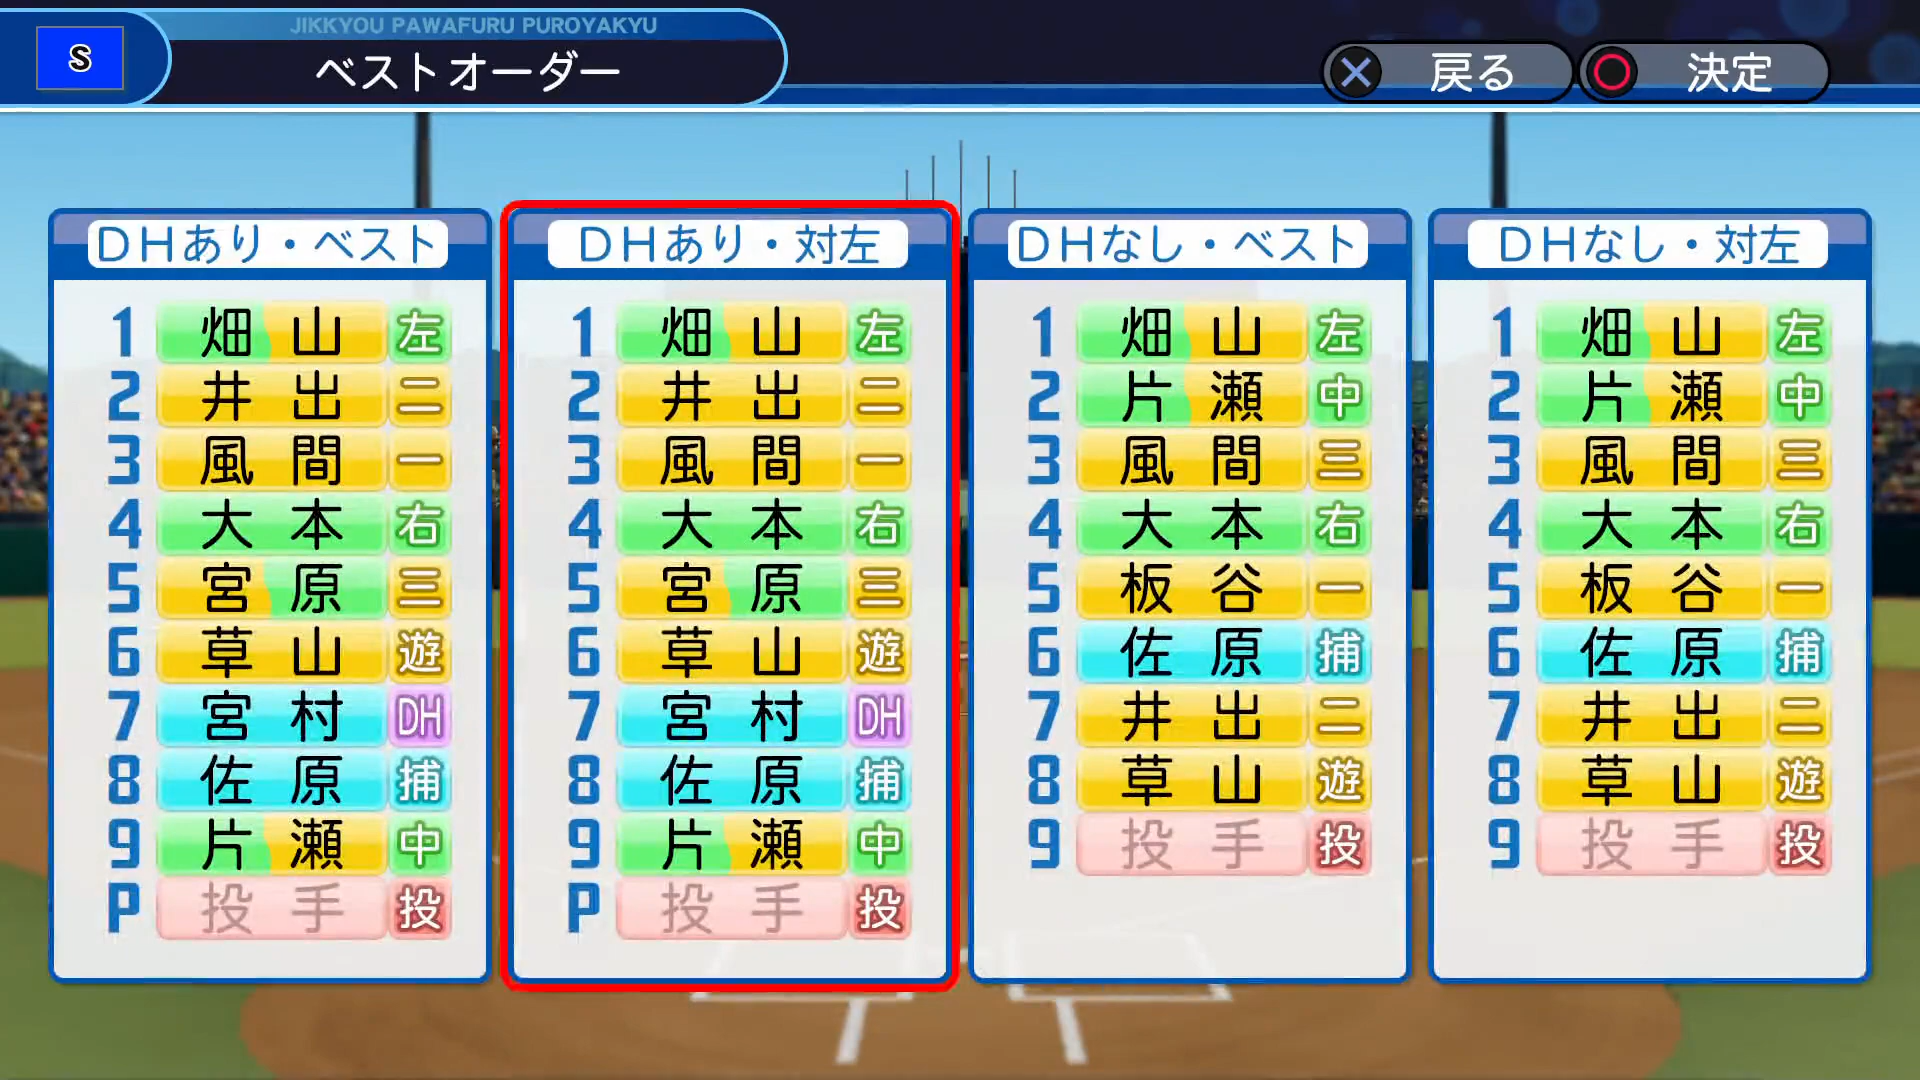 S
JIKKYOU PAWAFURU PUROYAKYU
ベストオーダー
戻る
決定
DHあり・ベスト
1 畑山 左
2 井出 二
3 風間 一
4 大本 右
5 宮原 三
6 草山 遊
7 宮村 DH
8 佐原 捕
9 片瀬 中
P 投手 投
DHあり・対左
1 畑山 左
2 井出 二
3 風間 一
4 大本 右
5 宮原 三
6 草山 遊
7 宮村 DH
8 佐原 捕
9 片瀬 中
P 投手 投
DHなし・ベスト
1 畑山 左
2 片瀬 中
3 風間 三
4 大本 右
5 板谷 一
6 佐原 捕
7 井出 二
8 草山 遊
9 投手 投
DHなし・対左
1 畑山 左
2 片瀬 中
3 風間 三
4 大本 右
5 板谷 一
6 佐原 捕
7 井出 二
8 草山 遊
9 投手 投